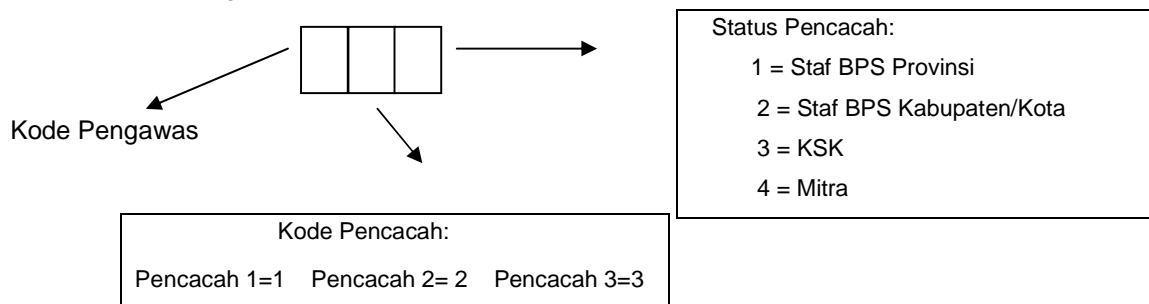 Status Pencacah:
1 = Staf BPS Provinsi
2 = Staf BPS Kabupaten/Kota
3 = KSK
4 = Mitra
Kode Pengawas
Kode Pencacah:
Pencacah 1=1 Pencacah 2= 2 Pencacah 3=3